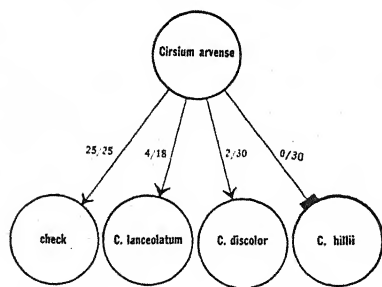 Cirsium arvense
25/25
4/18
2/30
0/30
check
C. lanceolatum
C. discolor
C. hillii